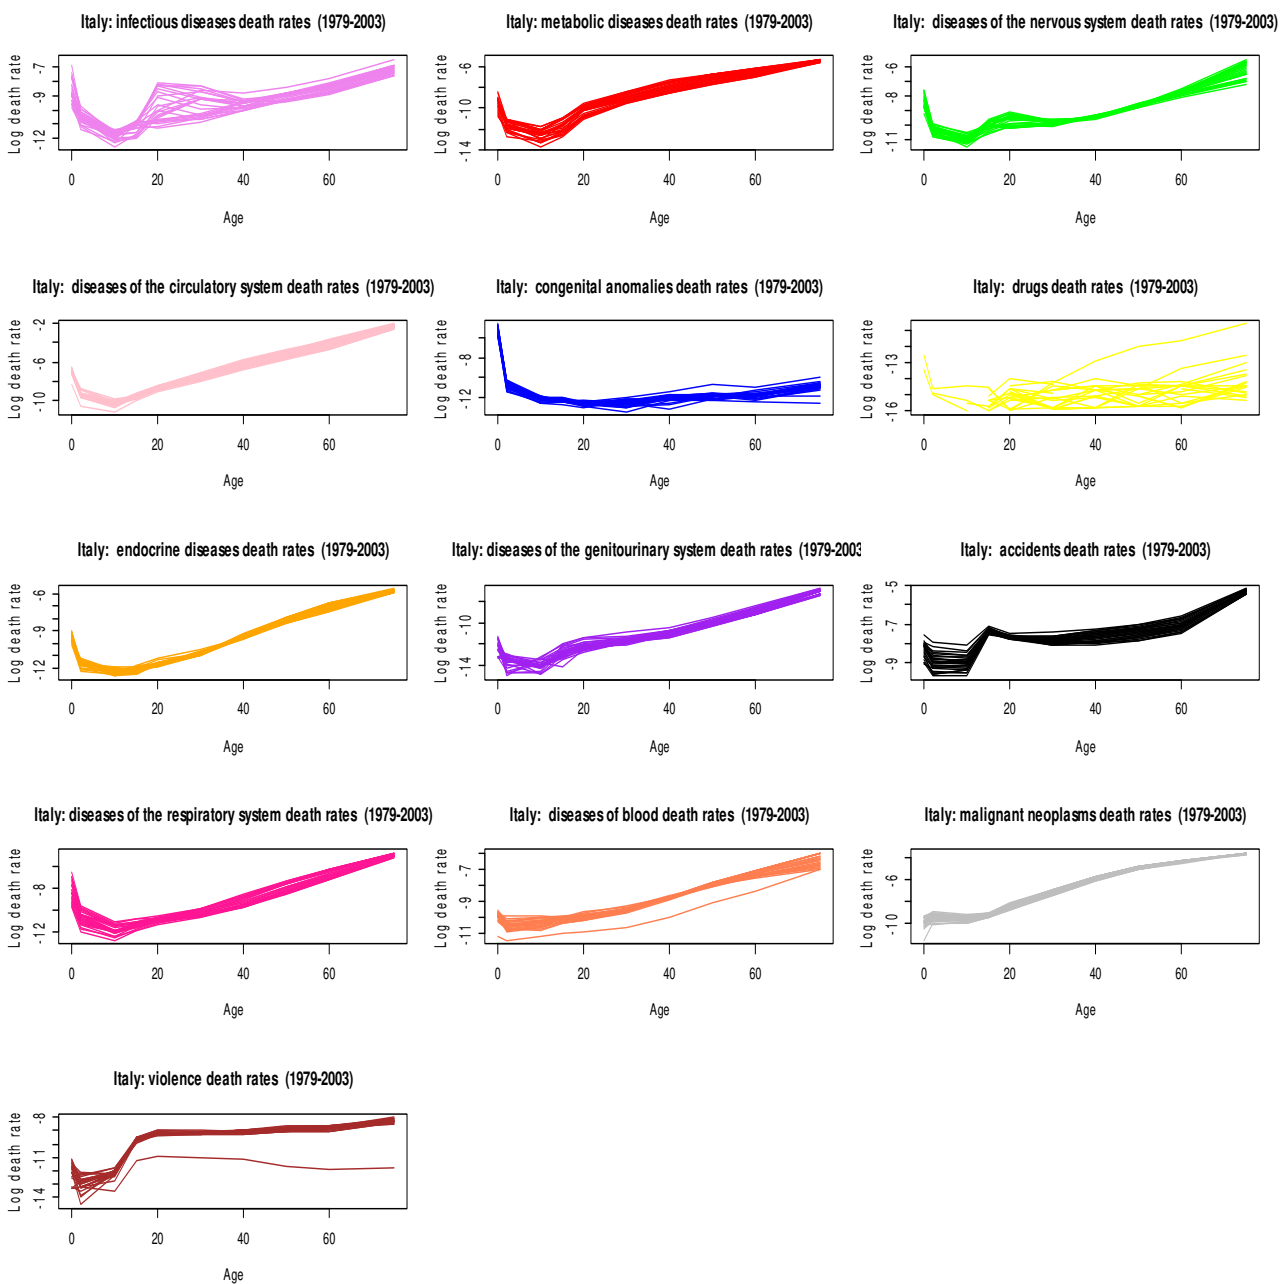 Italy: infectious diseases death rates (1979-2003)
Log death rate
-7
-9
-12
0 20 40 60
Age
Italy: metabolic diseases death rates (1979-2003)
Log death rate
-6
-10
-14
0 20 40 60
Age
Italy: diseases of the nervous system death rates (1979-2003)
Log death rate
-6
-8
-11
0 20 40 60
Age
Italy: diseases of the circulatory system death rates (1979-2003)
Log death rate
-2
-6
-10
0 20 40 60
Age
Italy: congenital anomalies death rates (1979-2003)
Log death rate
-8
-12
0 20 40 60
Age
Italy: drugs death rates (1979-2003)
Log death rate
-13
-16
0 20 40 60
Age
Italy: endocrine diseases death rates (1979-2003)
Log death rate
-6
-9
-12
0 20 40 60
Age
Italy: diseases of the genitourinary system death rates (1979-2003
Log death rate
-10
-14
0 20 40 60
Age
Italy: accidents death rates (1979-2003)
Log death rate
-5
-7
-9
0 20 40 60
Age
Italy: diseases of the respiratory system death rates (1979-2003)
Log death rate
-8
-12
0 20 40 60
Age
Italy: diseases of blood death rates (1979-2003)
Log death rate
-7
-9
-11
0 20 40 60
Age
Italy: malignant neoplasms death rates (1979-2003)
Log death rate
-6
-10
0 20 40 60
Age
Italy: violence death rates (1979-2003)
Log death rate
-8
-11
-14
0 20 40 60
Age